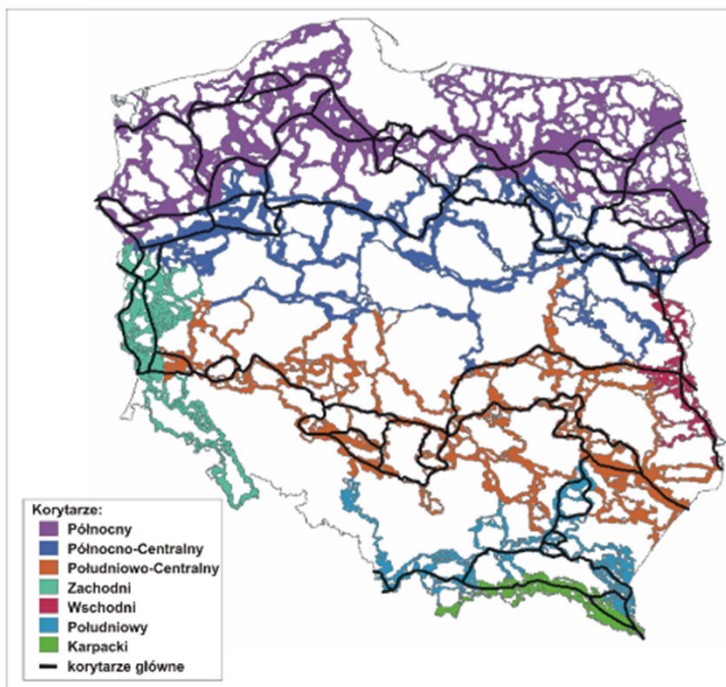 Korytarze:
Północny
Północno-Centralny
Południowo-Centralny
Zachodni
Wschodni
Południowy
Karpacki
korytarze główne